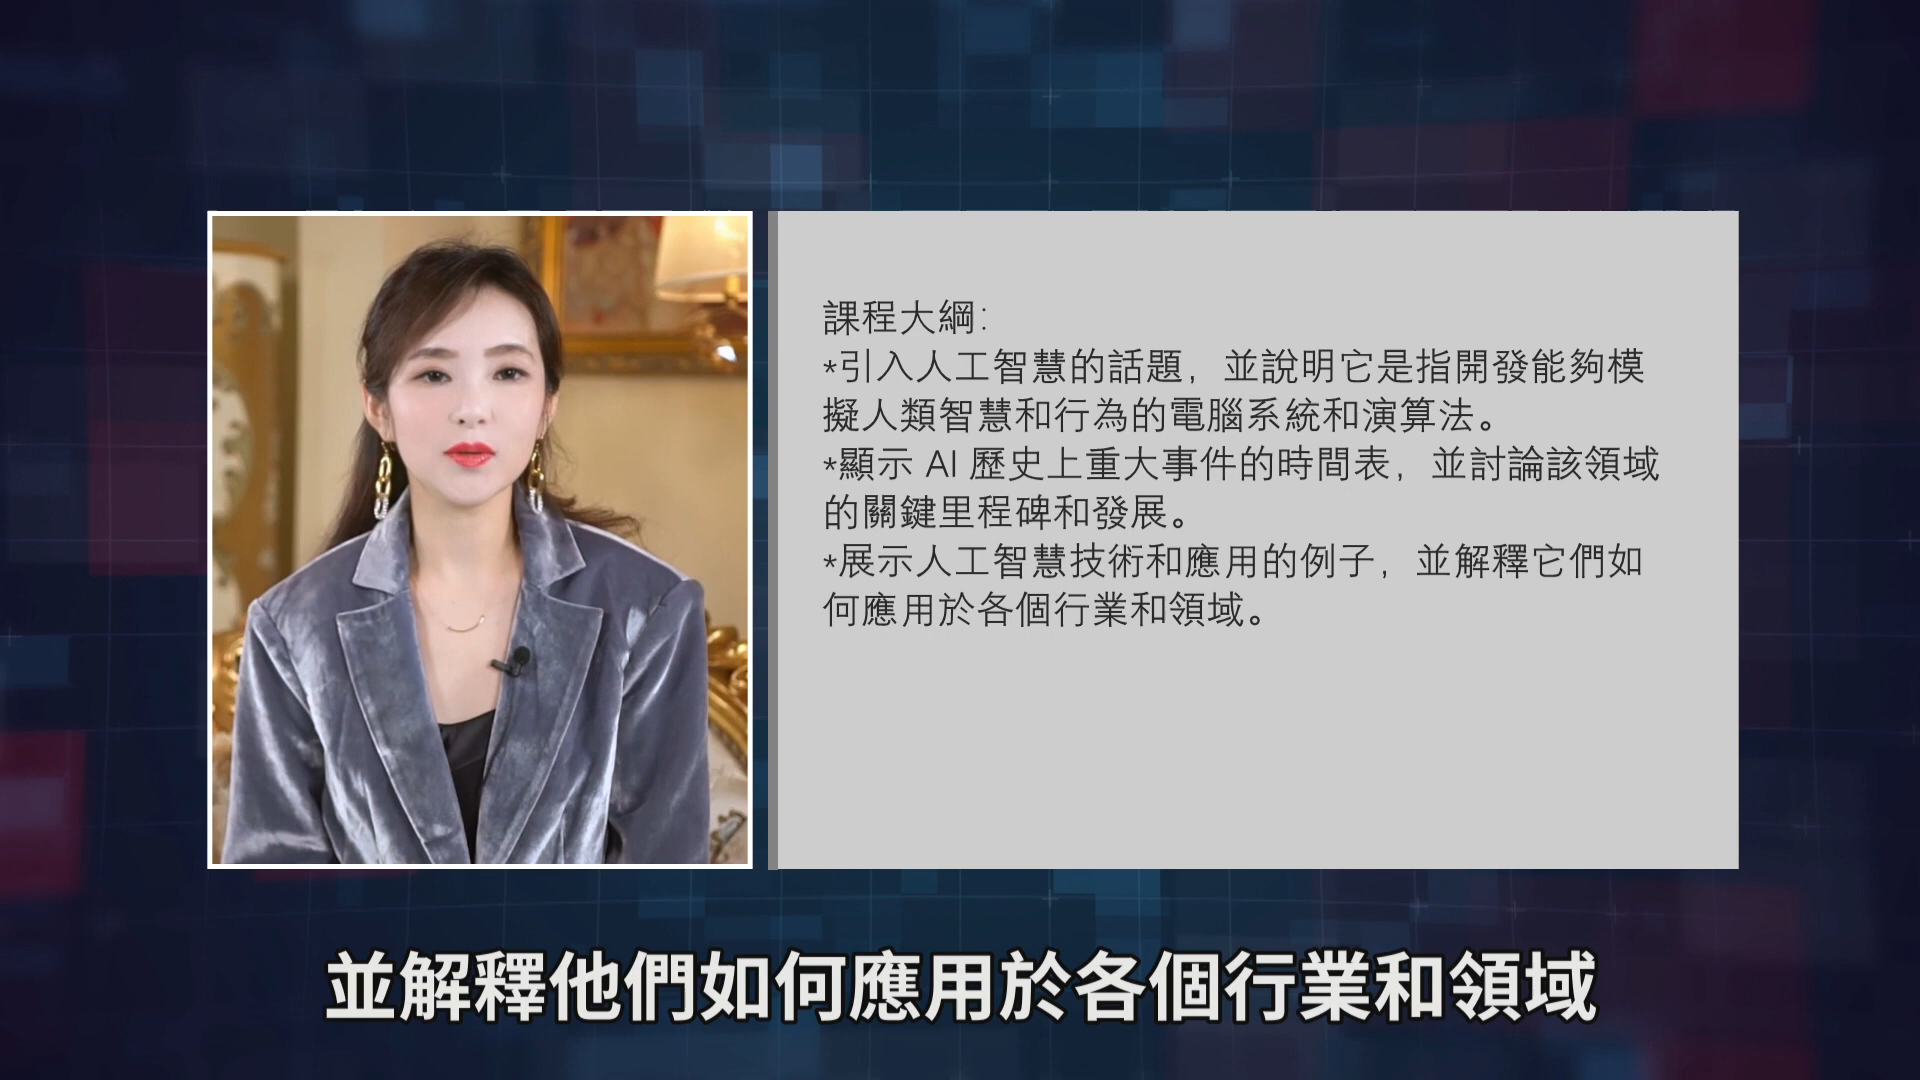 課程大綱:
*引入人工智慧的話題，並說明它是指開發能夠模
擬人類智慧和行為的電腦系統和演算法。
*顯示 AI 歷史上重大事件的時間表，並討論該領域
的關鍵里程碑和發展。
*展示人工智慧技術和應用的例子，並解釋它們如
何應用於各個行業和領域。
並解釋他們如何應用於各個行業和領域